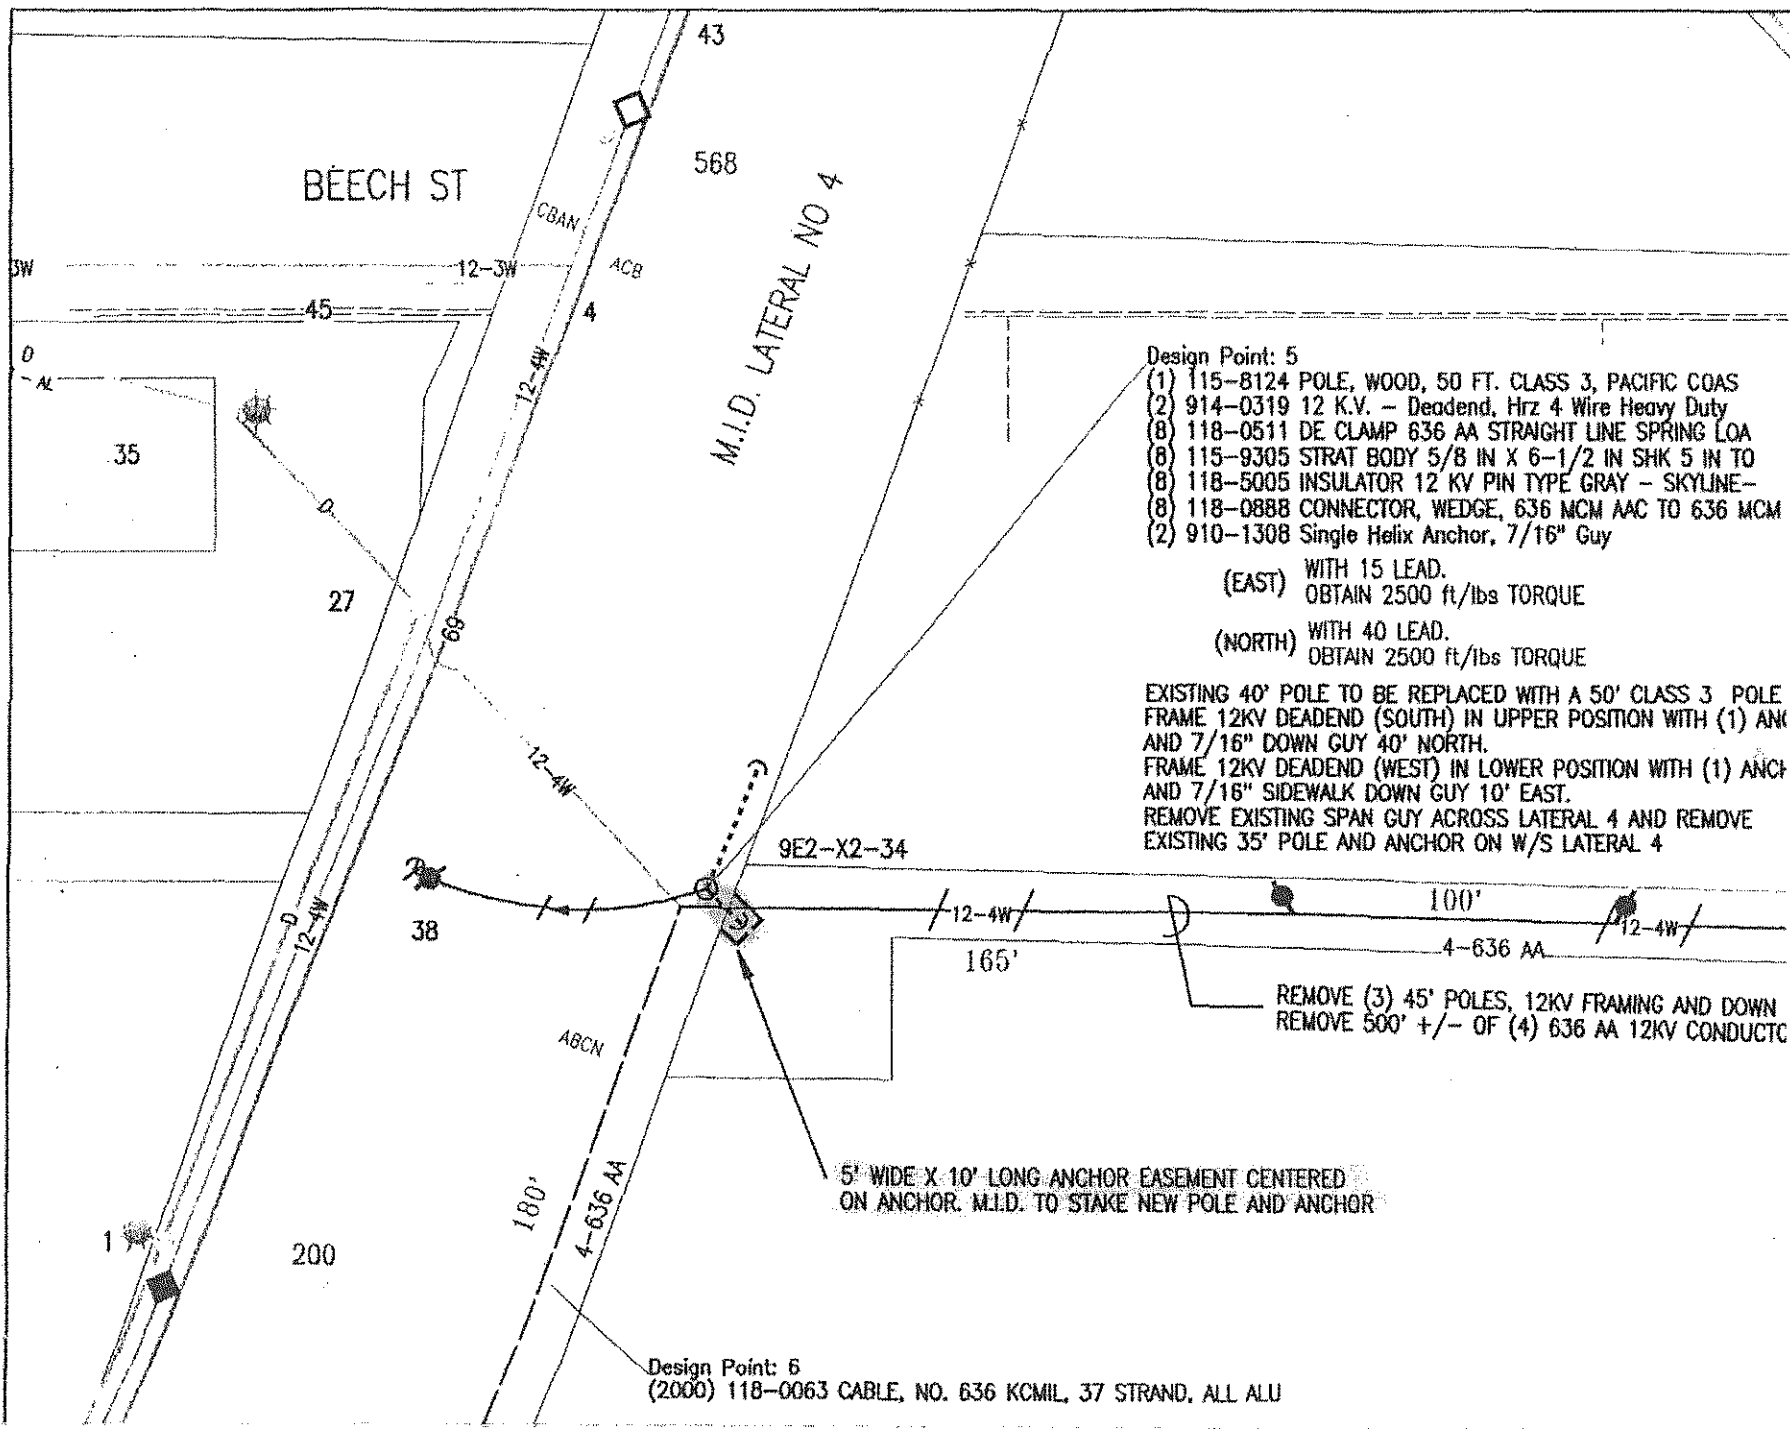 43
568
BEECH ST
M.I.D. LATERAL NO 4
CBAN
ACB
3W
12-3W
45
4
12-4W
D
AL
35
D
27
69
12-4W
Design Point: 5
(1) 115-8124 POLE, WOOD, 50 FT. CLASS 3, PACIFIC COAS
(2) 914-0319 12 K.V. - Deadend, Hrz 4 Wire Heavy Duty
(8) 118-0511 DE CLAMP 636 AA STRAIGHT LINE SPRING LOA
(8) 115-9305 STRAT BODY 5/8 IN X 6-1/2 IN SHK 5 IN TO
(8) 118-5005 INSULATOR 12 KV PIN TYPE GRAY - SKYLINE-
(8) 118-0888 CONNECTOR, WEDGE, 636 MCM AAC TO 636 MCM
(2) 910-1308 Single Helix Anchor, 7/16" Guy
(EAST) WITH 15 LEAD.
OBTAIN 2500 ft/lbs TORQUE
(NORTH) WITH 40 LEAD.
OBTAIN 2500 ft/lbs TORQUE
EXISTING 40' POLE TO BE REPLACED WITH A 50' CLASS 3 POLE
FRAME 12KV DEADEND (SOUTH) IN UPPER POSITION WITH (1) ANC
AND 7/16" DOWN GUY 40' NORTH.
FRAME 12KV DEADEND (WEST) IN LOWER POSITION WITH (1) ANCH
AND 7/16" SIDEWALK DOWN GUY 10' EAST.
REMOVE EXISTING SPAN GUY ACROSS LATERAL 4 AND REMOVE
EXISTING 35' POLE AND ANCHOR ON W/S LATERAL 4
9E2-X2-34
12-4W
100'
12-4W
165'
4-636 AA
38
D
12-4W
REMOVE (3) 45' POLES, 12KV FRAMING AND DOWN
REMOVE 500' +/- OF (4) 636 AA 12KV CONDUCTO
ABCN
180'
4-636 AA
5' WIDE X 10' LONG ANCHOR EASEMENT CENTERED
ON ANCHOR. M.I.D. TO STAKE NEW POLE AND ANCHOR
1
200
Design Point: 6
(2000) 118-0063 CABLE, NO. 636 KCMIL, 37 STRAND, ALL ALU